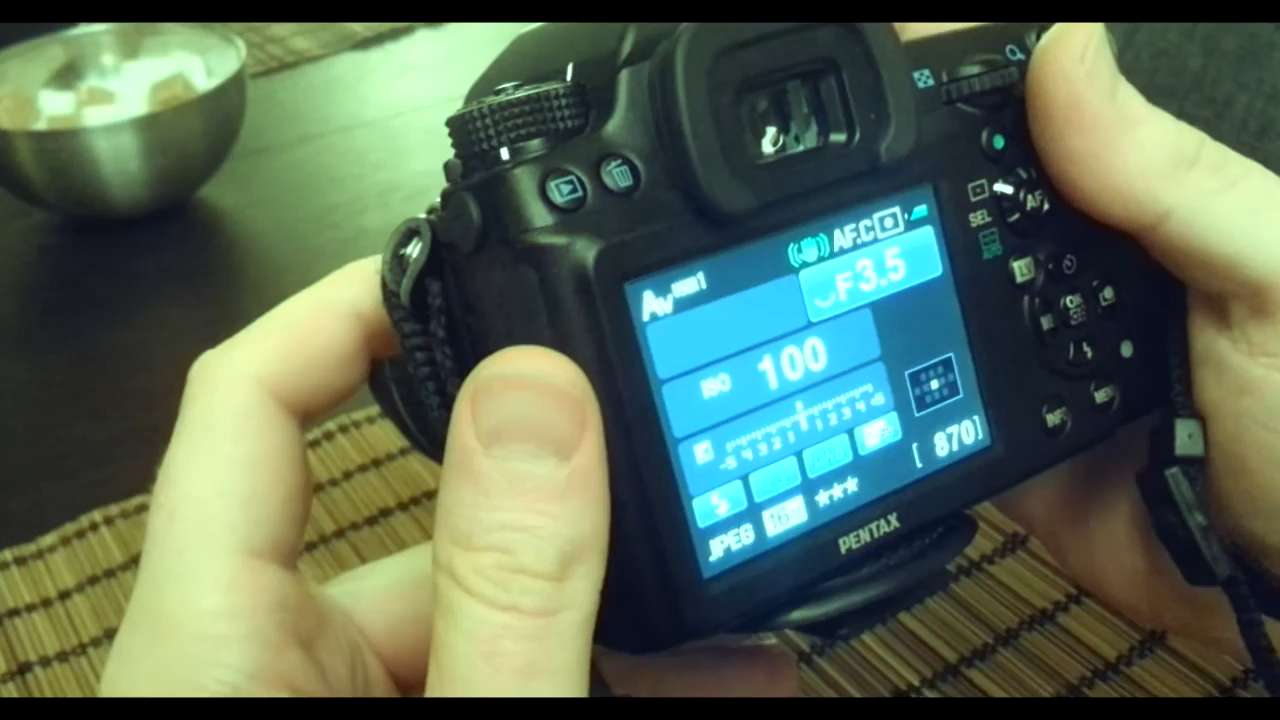 AF.C
Av
F3.5
SEL
AF
LV
ISO 100
OK
-5 4 3 2 1 1 2 3 4 +5
INFO
MENU
[ 870]
JPEG 16M ★★★
PENTAX